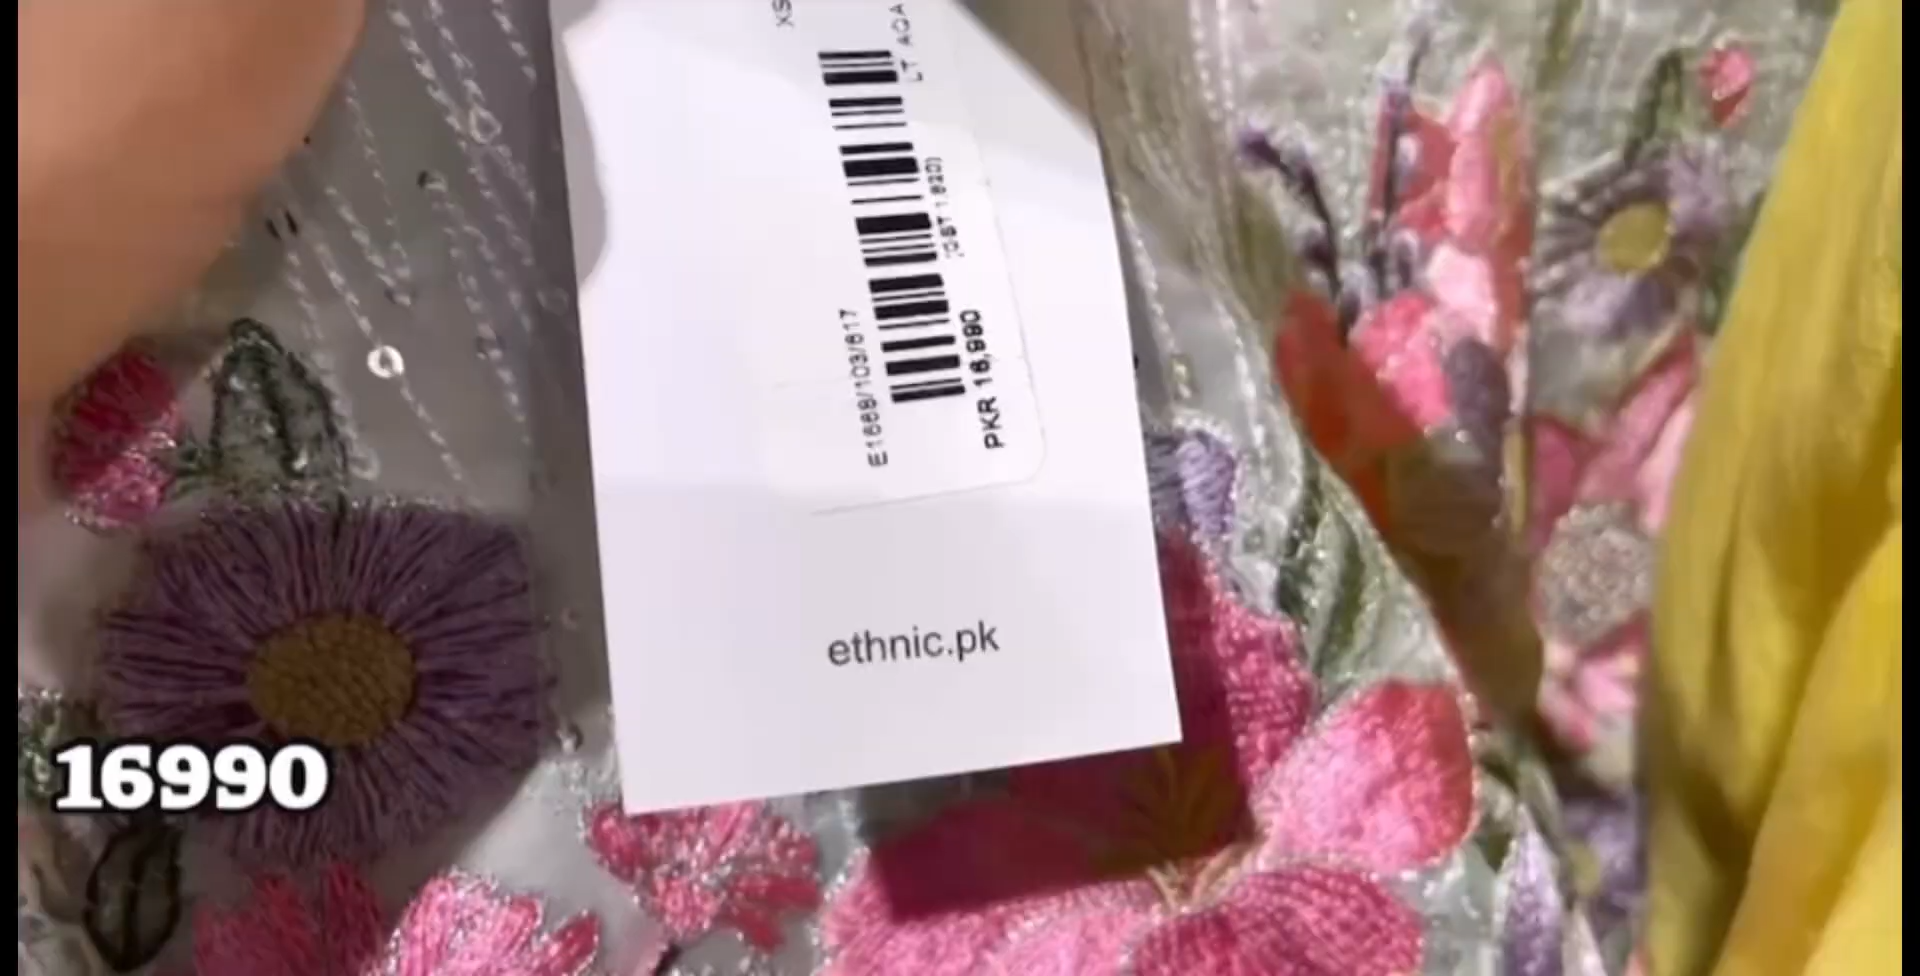 XS
LT AQA
(GST 1,820)
PKR 16,990
E1668/103/617
ethnic.pk
16990